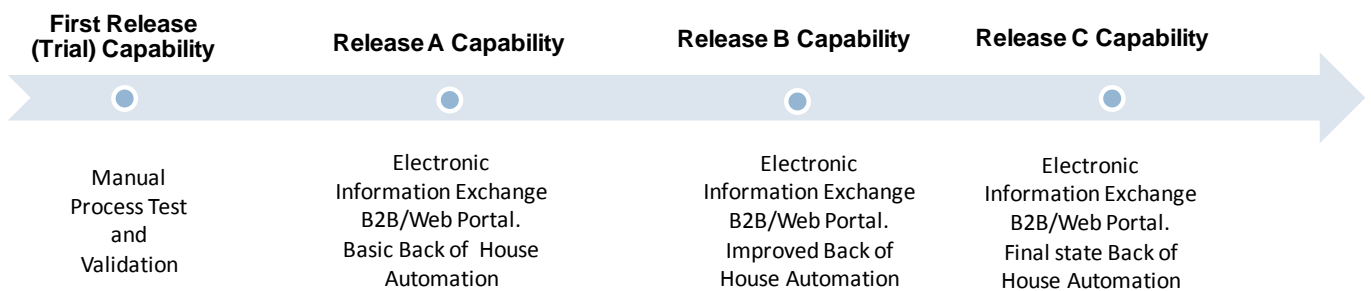 First Release
(Trial) Capability
Release A Capability
Release B Capability
Release C Capability
Manual
Process Test
and
Validation
Electronic
Information Exchange
B2B/Web Portal.
Basic Back of House
Automation
Electronic
Information Exchange
B2B/Web Portal.
Improved Back of
House Automation
Electronic
Information Exchange
B2B/Web Portal.
Final state Back of
House Automation